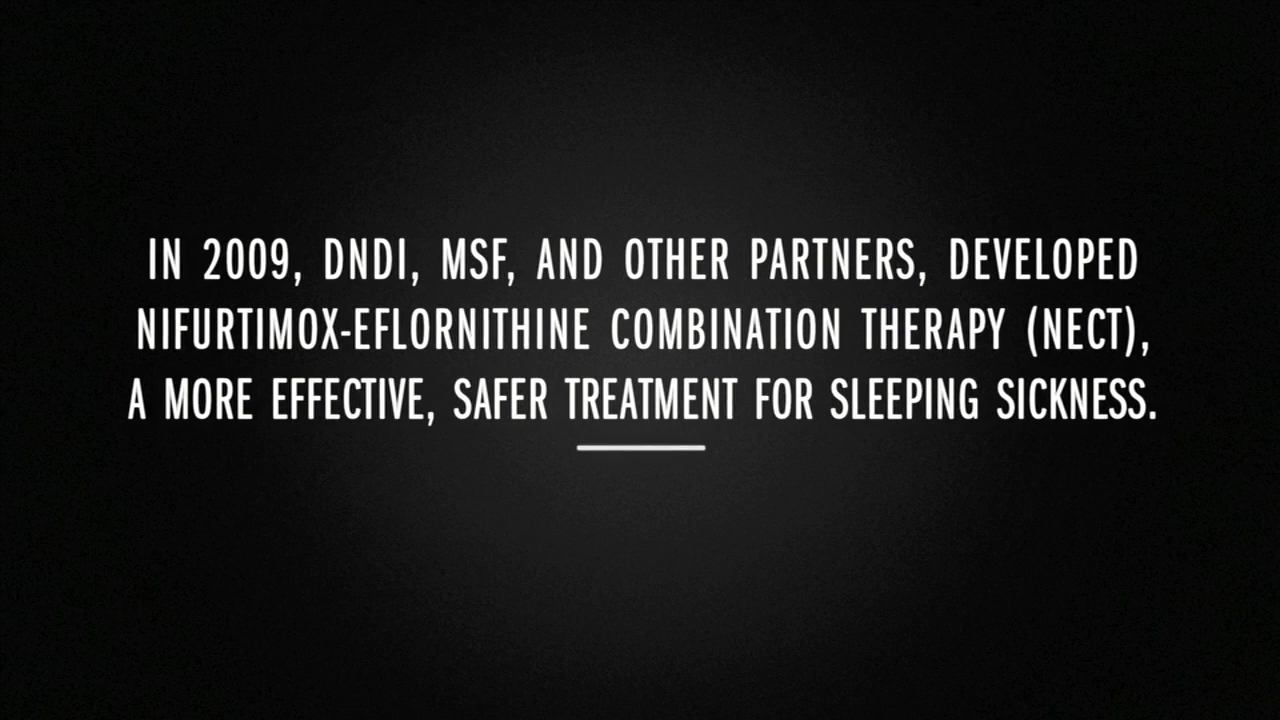 IN 2009, DNDI, MSF, AND OTHER PARTNERS, DEVELOPED
NIFURTIMOX-EFLORNITHINE COMBINATION THERAPY (NECT),
A MORE EFFECTIVE, SAFER TREATMENT FOR SLEEPING SICKNESS.